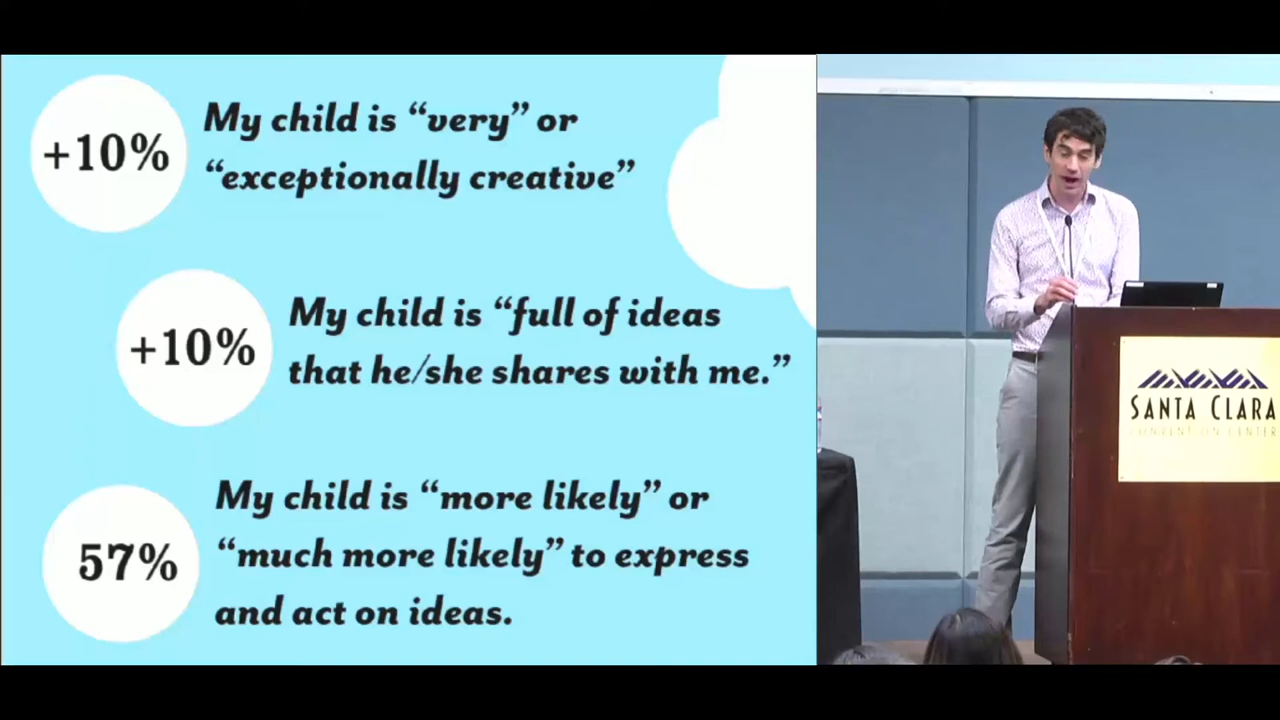 +10%
My child is “very” or
“exceptionally creative”
+10%
My child is “full of ideas
that he/she shares with me.”
57%
My child is “more likely” or
“much more likely” to express
and act on ideas.
SANTA CLARA
CONVENTION CENTER